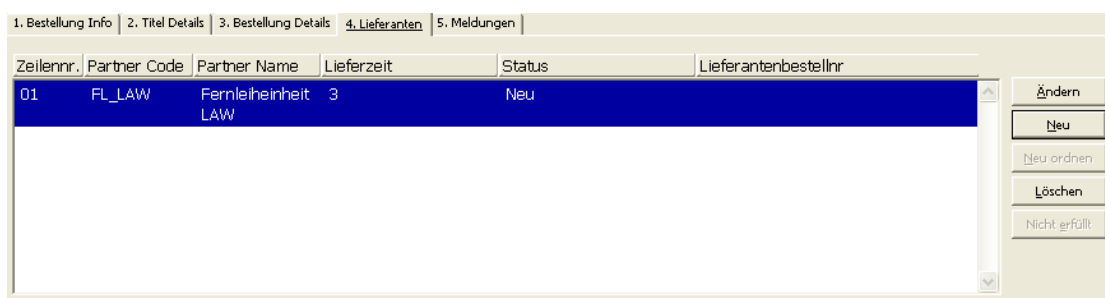 1. Bestellung Info 2. Titel Details 3. Bestellung Details 4. Lieferanten 5. Meldungen
Zeilennr. Partner Code Partner Name Lieferzeit Status Lieferantenbestellnr
01 FL_LAW Fernleiheinheit 3 Neu
LAW
Ändern
Neu
Neu ordnen
Löschen
Nicht erfüllt